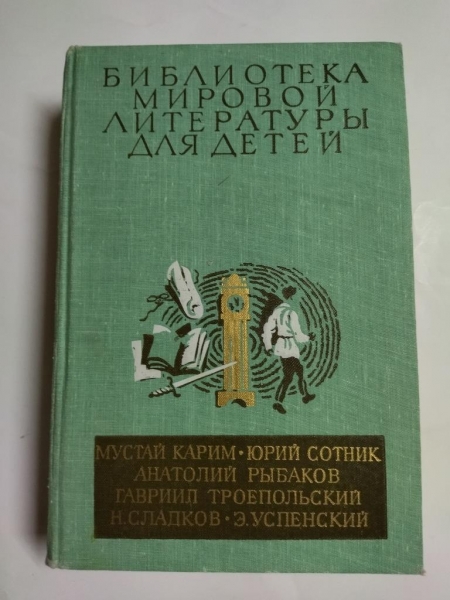 БИБЛИОТЕКА
МИРОВОЙ
ЛИТЕРАТУРЫ
ДЛЯ ДЕТЕЙ
МУСТАЙ КАРИМ · ЮРИЙ СОТНИК
АНАТОЛИЙ РЫБАКОВ
ГАВРИИЛ ТРОЕПОЛЬСКИЙ
Н. СЛАДКОВ · Э. УСПЕНСКИЙ